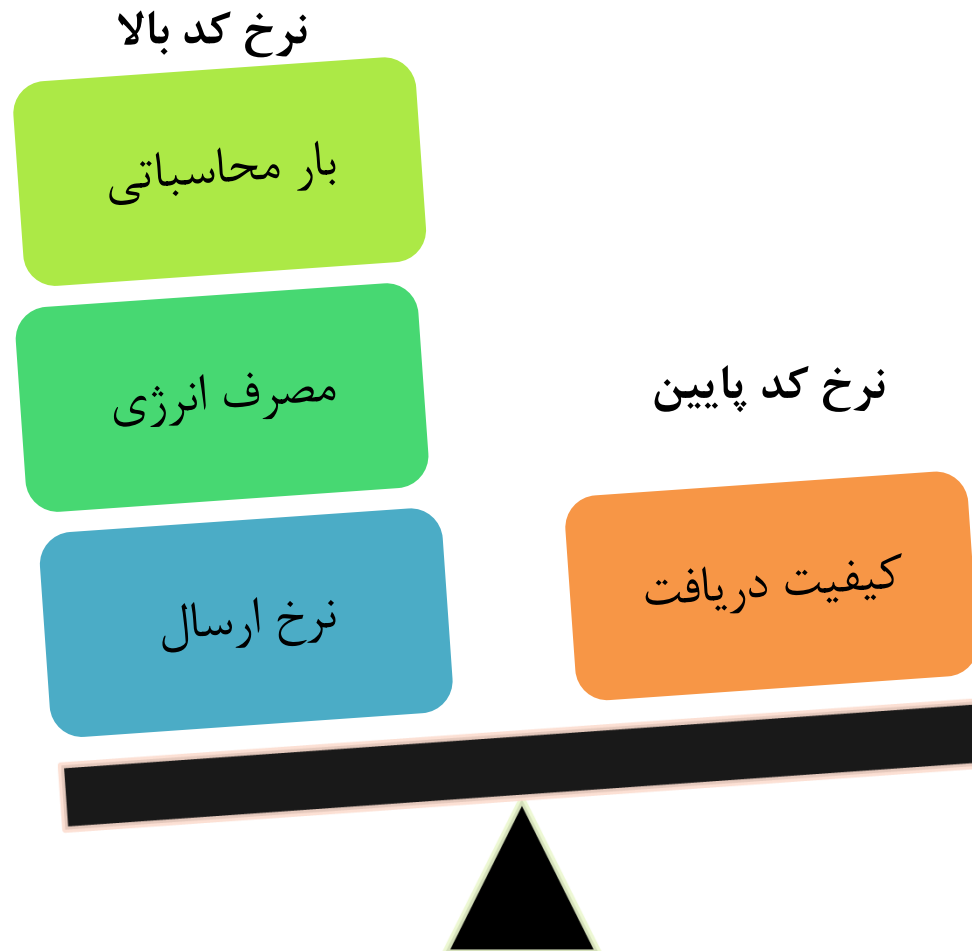 نرخ کد بالا
بار محاسباتی
مصرف انرژی
نرخ ارسال
نرخ کد پایین
کیفیت دریافت